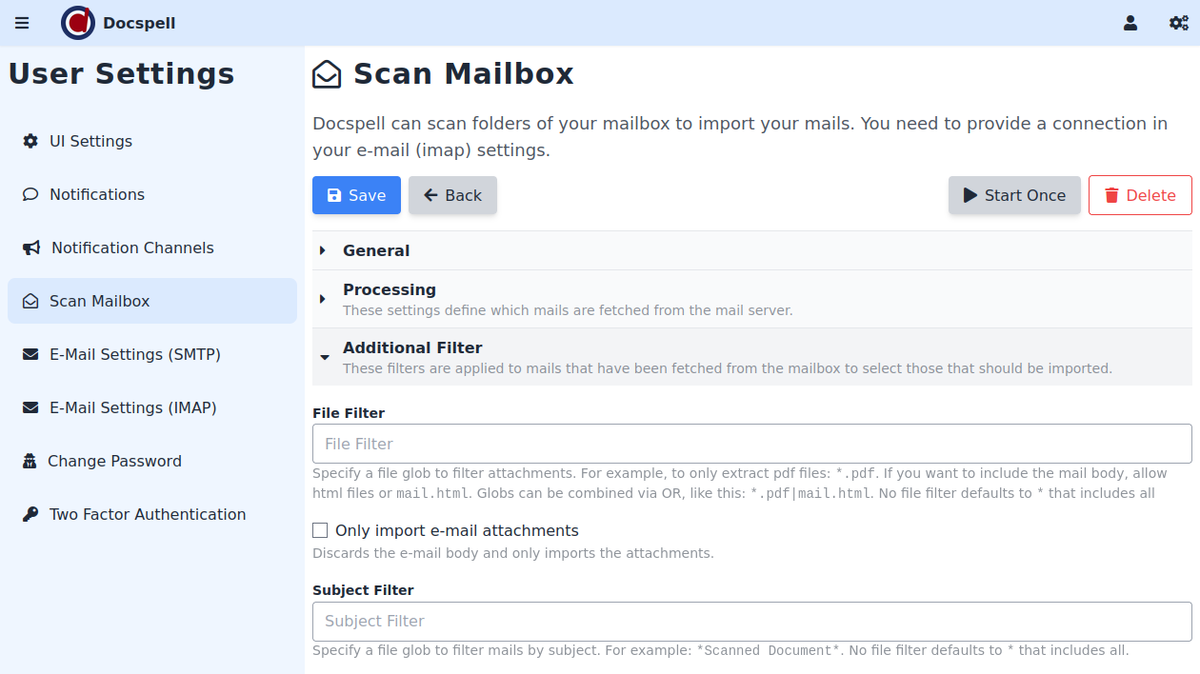 Docspell
User Settings
UI Settings
Notifications
Notification Channels
Scan Mailbox
E-Mail Settings (SMTP)
E-Mail Settings (IMAP)
Change Password
Two Factor Authentication
Scan Mailbox
Docspell can scan folders of your mailbox to import your mails. You need to provide a connection in
your e-mail (imap) settings.
Save Back Start Once Delete
General
Processing
These settings define which mails are fetched from the mail server.
Additional Filter
These filters are applied to mails that have been fetched from the mailbox to select those that should be imported.
File Filter
File Filter
Specify a file glob to filter attachments. For example, to only extract pdf files: *.pdf. If you want to include the mail body, allow
html files or mail.html. Globs can be combined via OR, like this: *.pdf|mail.html. No file filter defaults to * that includes all
Only import e-mail attachments
Discards the e-mail body and only imports the attachments.
Subject Filter
Subject Filter
Specify a file glob to filter mails by subject. For example: *Scanned Document*. No file filter defaults to * that includes all.